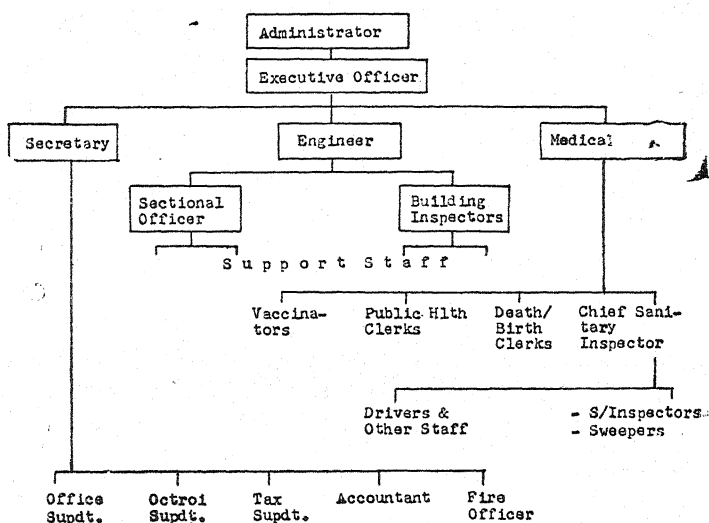 Administrator
Executive Officer
Secretary
Engineer
Medical
Sectional
Officer
Building
Inspectors
Support Staff
Vaccina-
tors
Public Hlth
Clerks
Death/
Birth
Clerks
Chief Sani-
tary
Inspector
Drivers &
Other Staff
- S/Inspectors
- Sweepers
Office
Supdt.
Octroi
Supdt.
Tax
Supdt.
Accountant
Fire
Officer